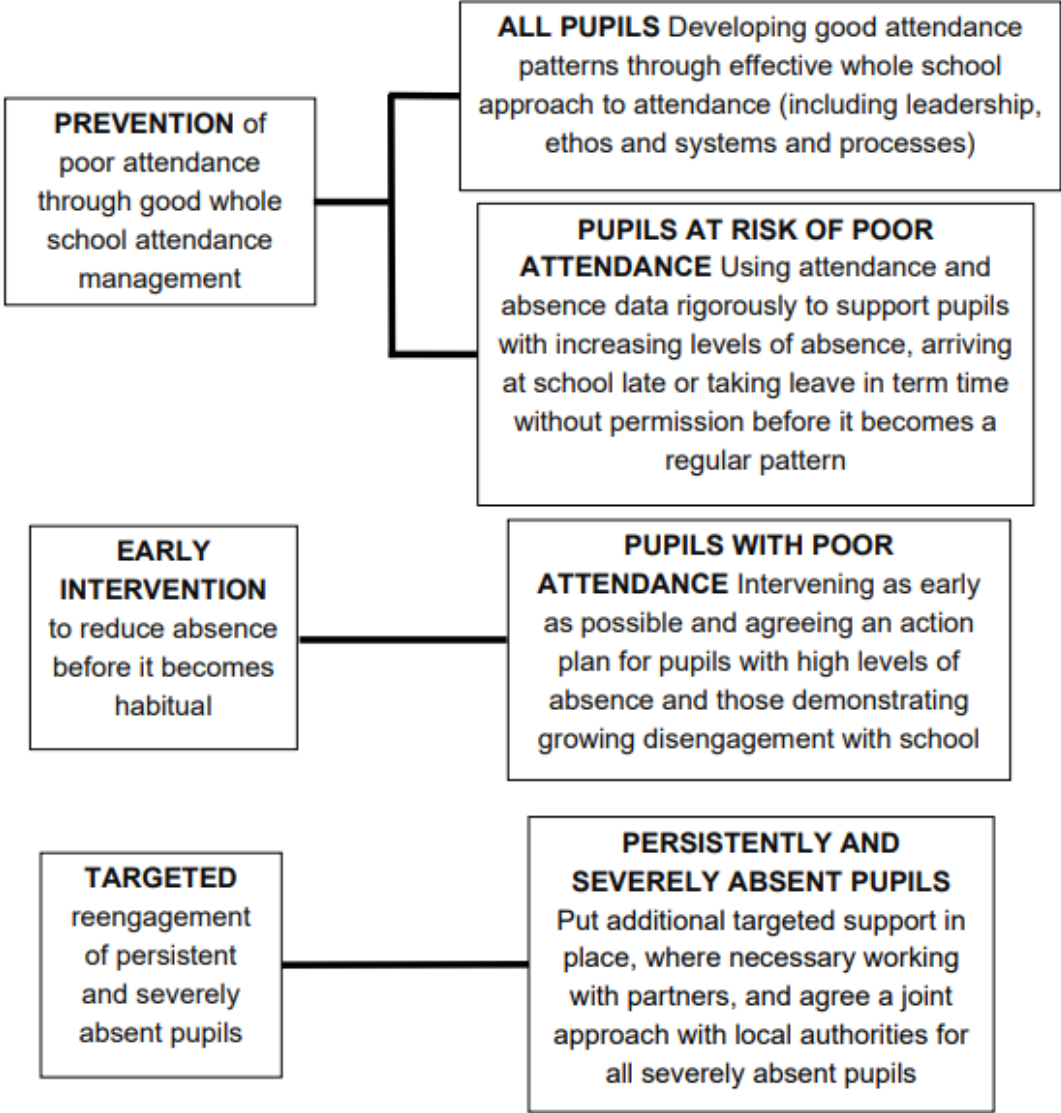 PREVENTION of
poor attendance
through good whole
school attendance
management
ALL PUPILS Developing good attendance
patterns through effective whole school
approach to attendance (including leadership,
ethos and systems and processes)
PUPILS AT RISK OF POOR
ATTENDANCE Using attendance and
absence data rigorously to support pupils
with increasing levels of absence, arriving
at school late or taking leave in term time
without permission before it becomes a
regular pattern
EARLY
INTERVENTION
to reduce absence
before it becomes
habitual
PUPILS WITH POOR
ATTENDANCE Intervening as early
as possible and agreeing an action
plan for pupils with high levels of
absence and those demonstrating
growing disengagement with school
TARGETED
reengagement
of persistent
and severely
absent pupils
PERSISTENTLY AND
SEVERELY ABSENT PUPILS
Put additional targeted support in
place, where necessary working
with partners, and agree a joint
approach with local authorities for
all severely absent pupils